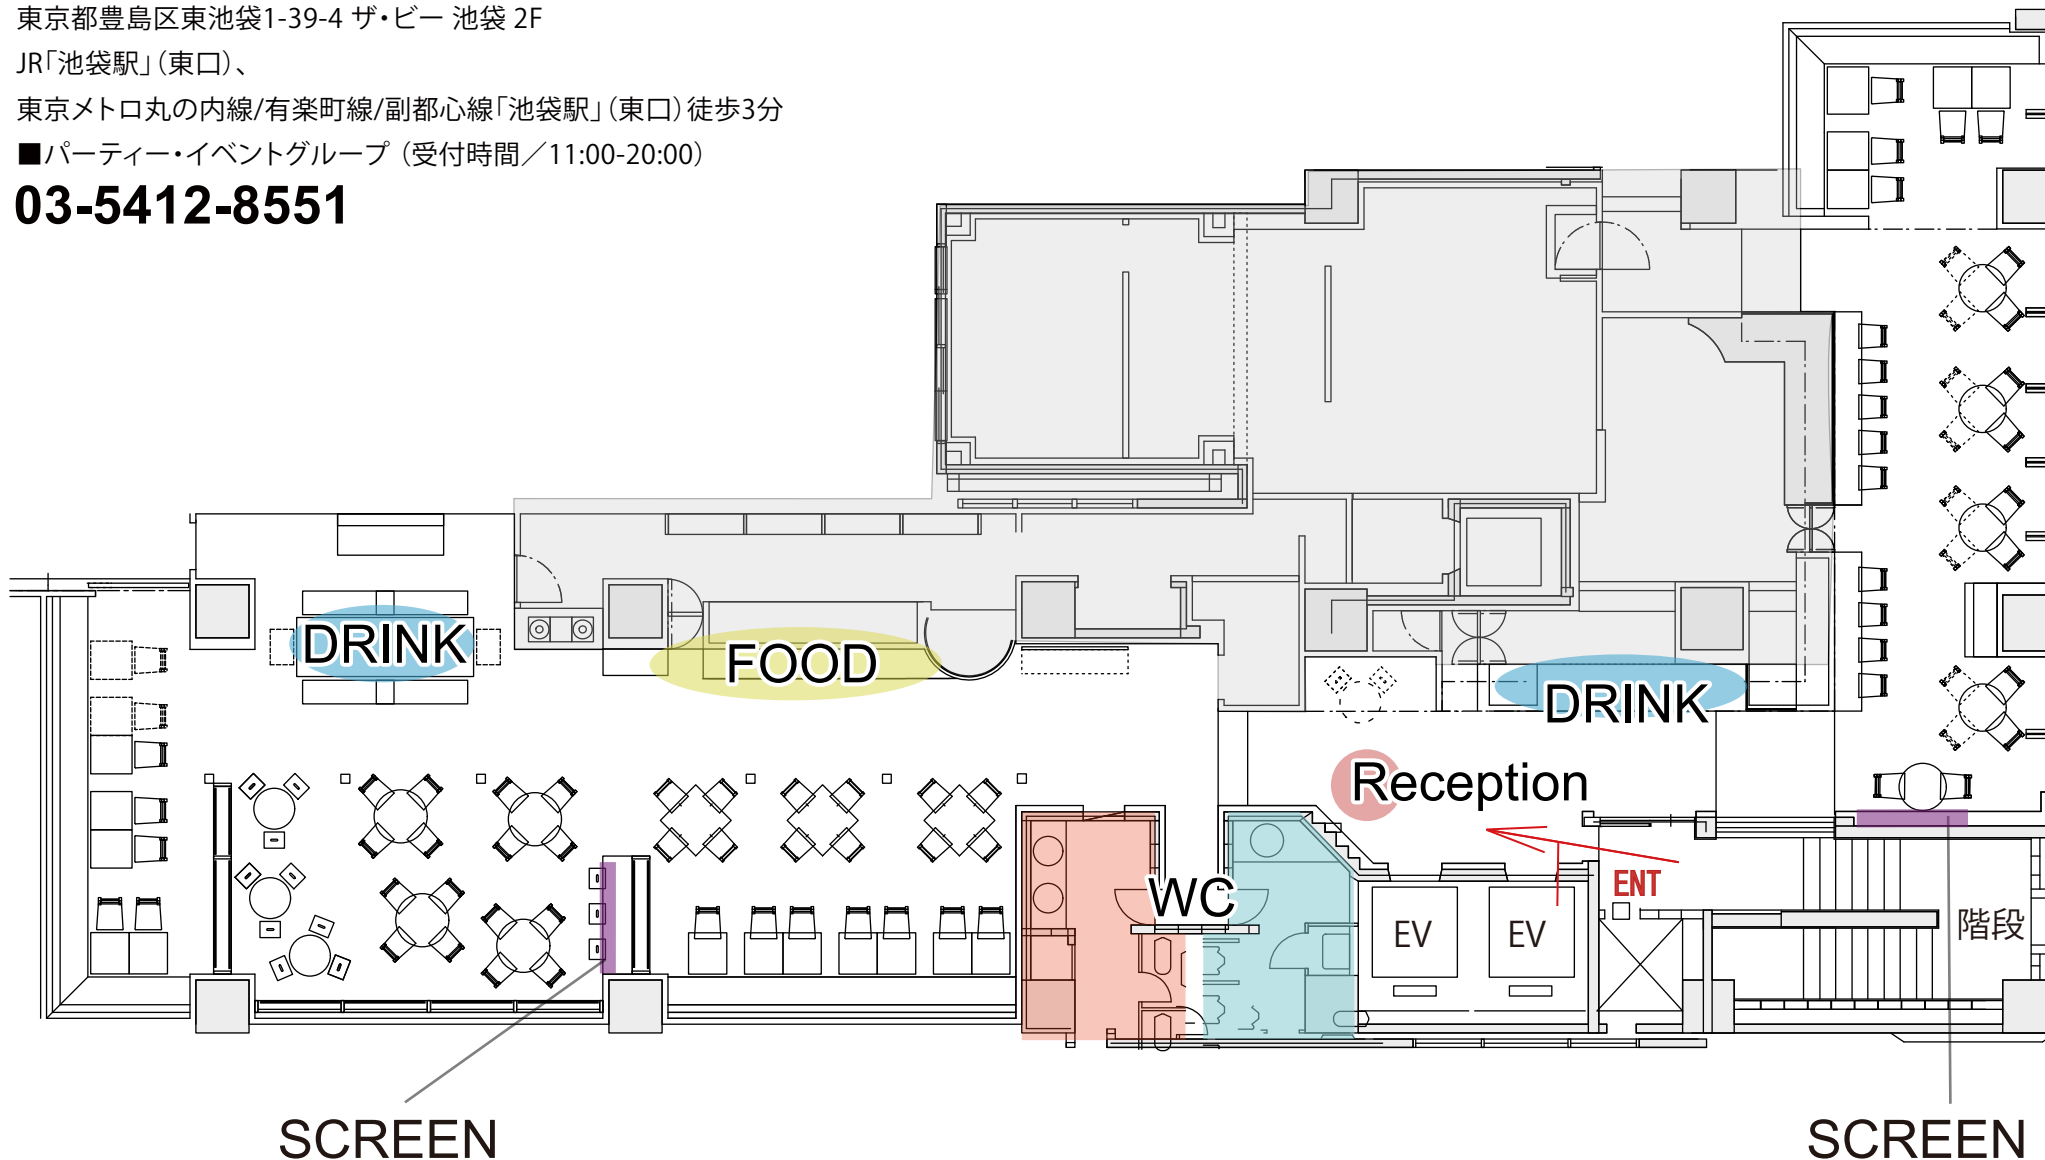 東京都豊島区東池袋1-39-4 ザ・ビー 池袋 2F
JR「池袋駅」（東口）、
東京メトロ丸の内線/有楽町線/副都心線「池袋駅」（東口）徒歩3分
■パーティー・イベントグループ（受付時間／11:00-20:00）
03-5412-8551
DRINK
FOOD
DRINK
Reception
ENT
WC
EV
EV
階段
SCREEN
SCREEN